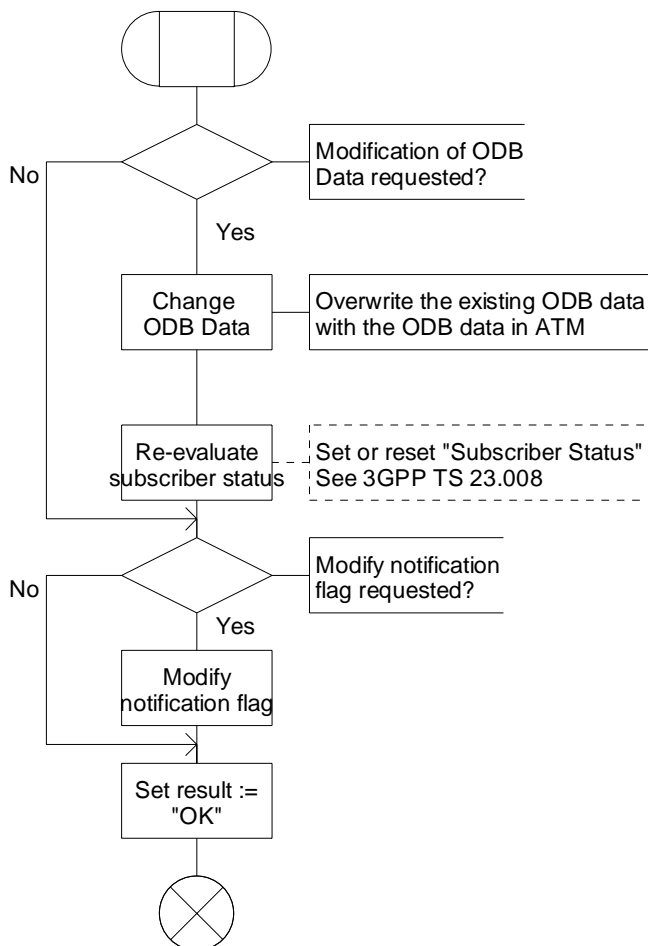 Modification of ODB
Data requested?
No
Yes
Change
ODB Data
Overwrite the existing ODB data
with the ODB data in ATM
Re-evaluate
subscriber status
Set or reset "Subscriber Status"
See 3GPP TS 23.008
Modify notification
flag requested?
No
Yes
Modify
notification flag
Set result :=
"OK"